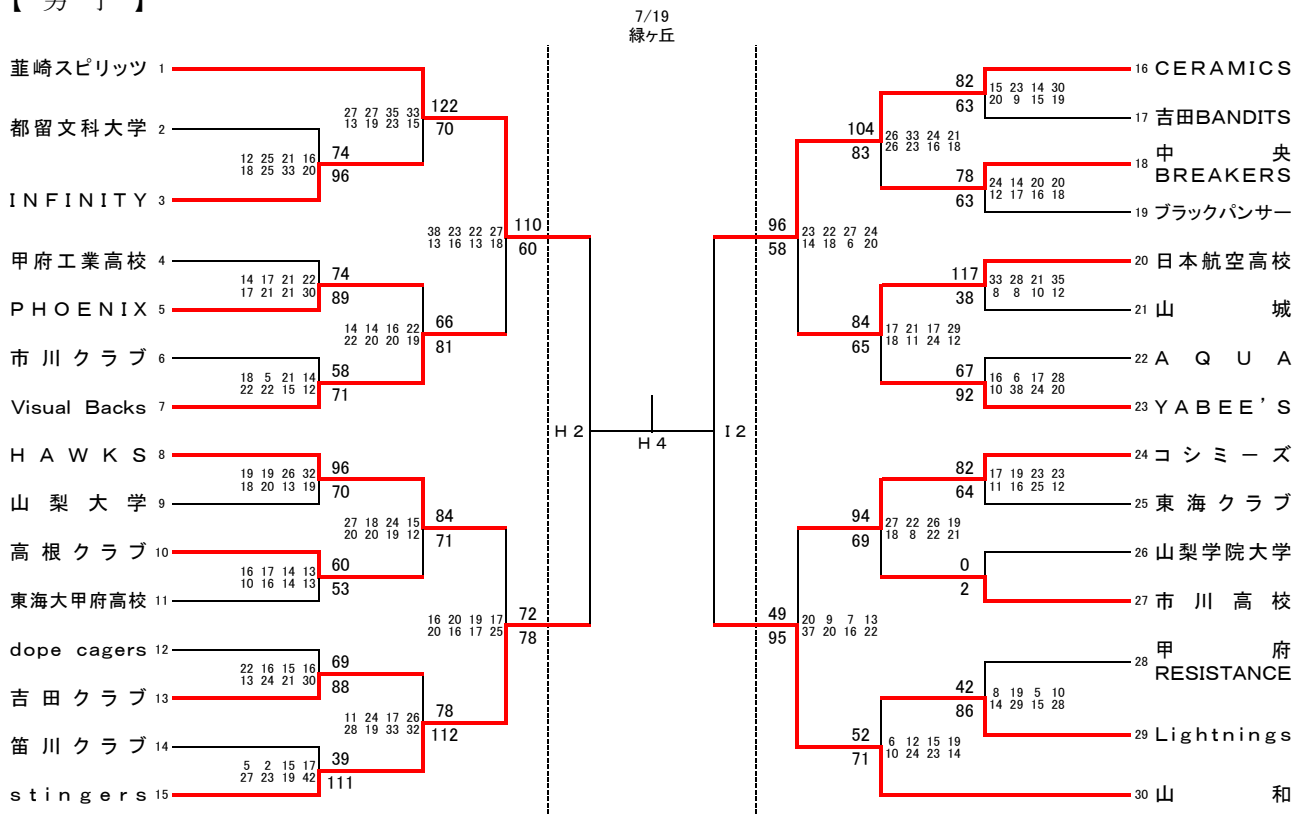 【 男 子 】
7/19
緑ヶ丘
韮崎スピリッツ 1
都留文科大学 2
INFINITY 3
甲府工業高校 4
PHOENIX 5
市川クラブ 6
Visual Backs 7
HAWKS 8
山梨大学 9
高根クラブ 10
東海大甲府高校 11
dope cagers 12
吉田クラブ 13
笛川クラブ 14
stingers 15
12 25 21 16
18 25 33 20
74
96
14 17 21 22
17 21 21 30
74
89
18 5 21 14
22 22 15 12
58
71
19 19 26 32
18 20 13 19
96
70
16 17 14 13
10 16 14 13
60
53
22 16 15 16
13 24 21 30
69
88
5 2 15 17
27 23 19 42
39
111
27 27 35 33
13 19 23 15
122
70
14 14 16 22
22 20 20 19
66
81
27 18 24 15
20 20 19 12
84
71
11 24 17 26
28 19 33 32
78
112
38 23 22 27
13 16 13 18
110
60
16 20 19 17
20 16 17 25
72
78
H2
H4
I2
96
58
23 22 27 24
14 18 6 20
49
95
20 9 7 13
37 20 16 22
104
83
26 33 24 21
26 23 16 18
84
65
17 21 17 29
18 11 24 12
94
69
27 22 26 19
18 8 22 21
52
71
6 12 15 19
10 24 23 14
82
63
15 23 14 30
20 9 15 19
78
63
24 14 20 20
12 17 16 18
117
38
33 28 21 35
8 8 10 12
67
92
16 6 17 28
10 38 24 20
82
64
17 19 23 23
11 16 25 12
0
2
42
86
8 19 5 10
14 29 15 28
16 CERAMICS
17 吉田BANDITS
18 中央
BREAKERS
19 ブラックパンサー
20 日本航空高校
21 山城
22 AQUA
23 YABEE'S
24 コシミーズ
25 東海クラブ
26 山梨学院大学
27 市川高校
28 甲府
RESISTANCE
29 Lightnings
30 山和